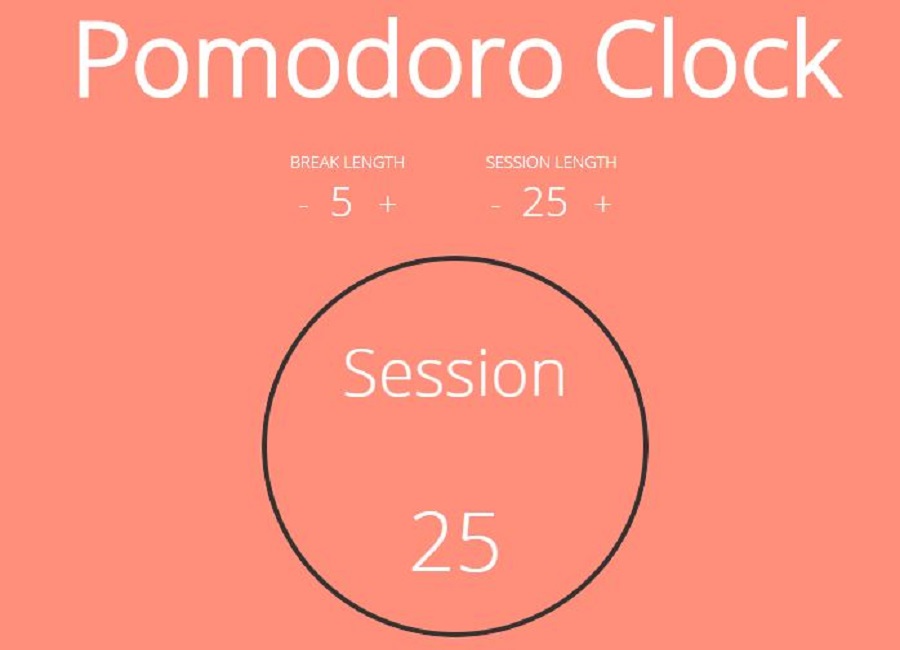 Pomodoro Clock
BREAK LENGTH SESSION LENGTH
- 5 + - 25 +
Session
25